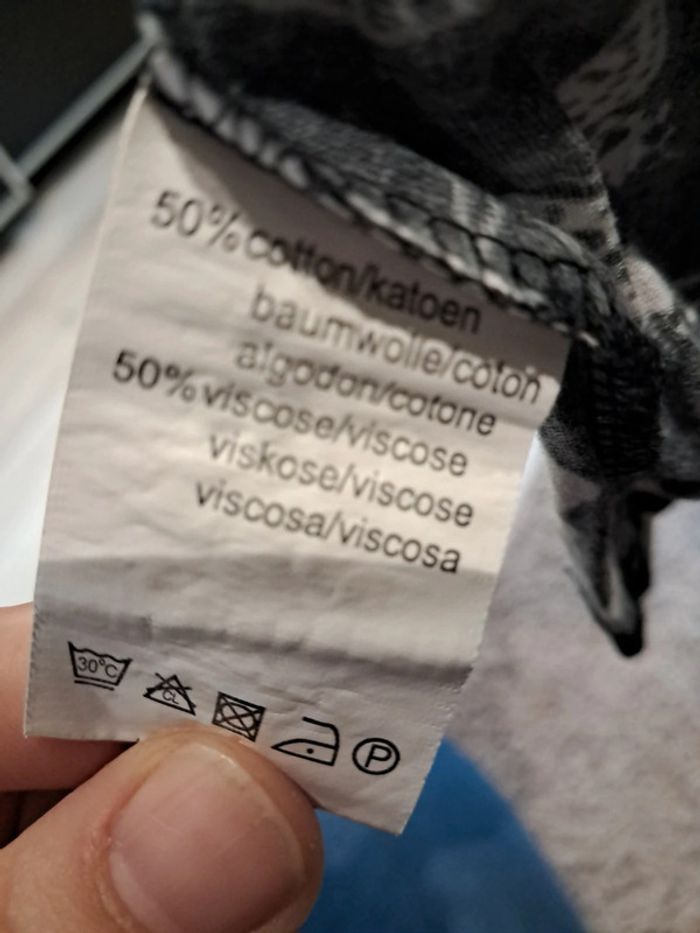 50% cotton/katoen
baumwolle/coton
algodon/cotone
50% viscose/viscose
viskose/viscose
viscosa/viscosa
30°C
CL
P